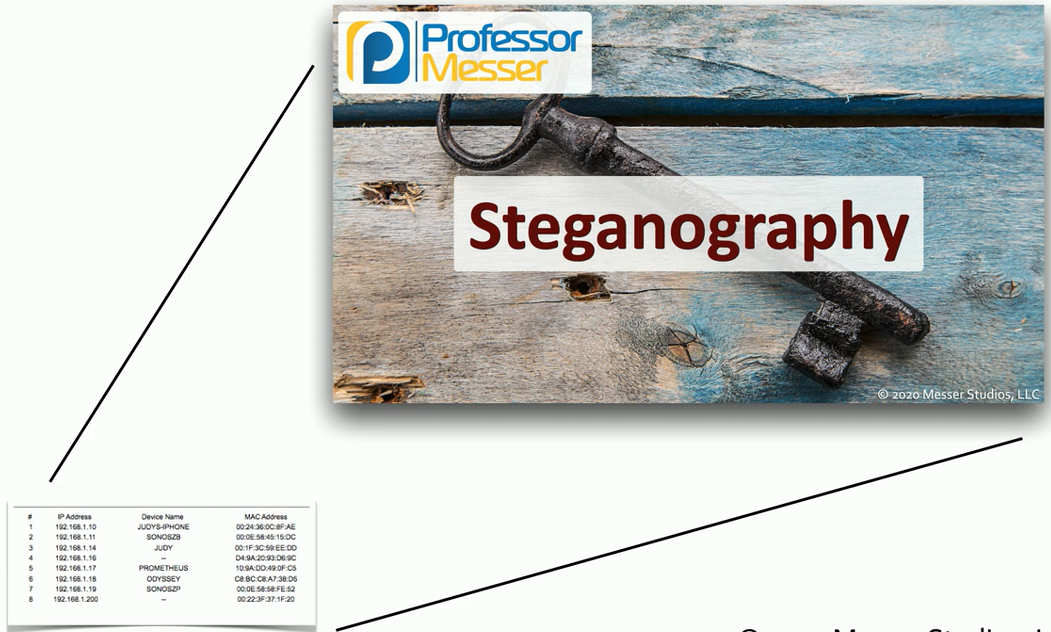 Professor
Messer
Steganography
© 2020 Messer Studios, LLC
# IP Address Device Name MAC Address
1 192.168.1.10 JUDYS-IPHONE 00:24:36:0C:8F:AE
2 192.168.1.11 SONOSZB 00:0E:58:45:15:DC
3 192.168.1.14 JUDY 00:1F:3C:59:EE:DD
4 192.168.1.16 -- D4:9A:20:93:D6:9C
5 192.168.1.17 PROMETHEUS 10:9A:DD:49:0F:C5
6 192.168.1.18 ODYSSEY C8:BC:C8:A7:38:D5
7 192.168.1.19 SONOSZP 00:0E:58:58:FE:52
8 192.168.1.200 -- 00:22:3F:37:1F:20